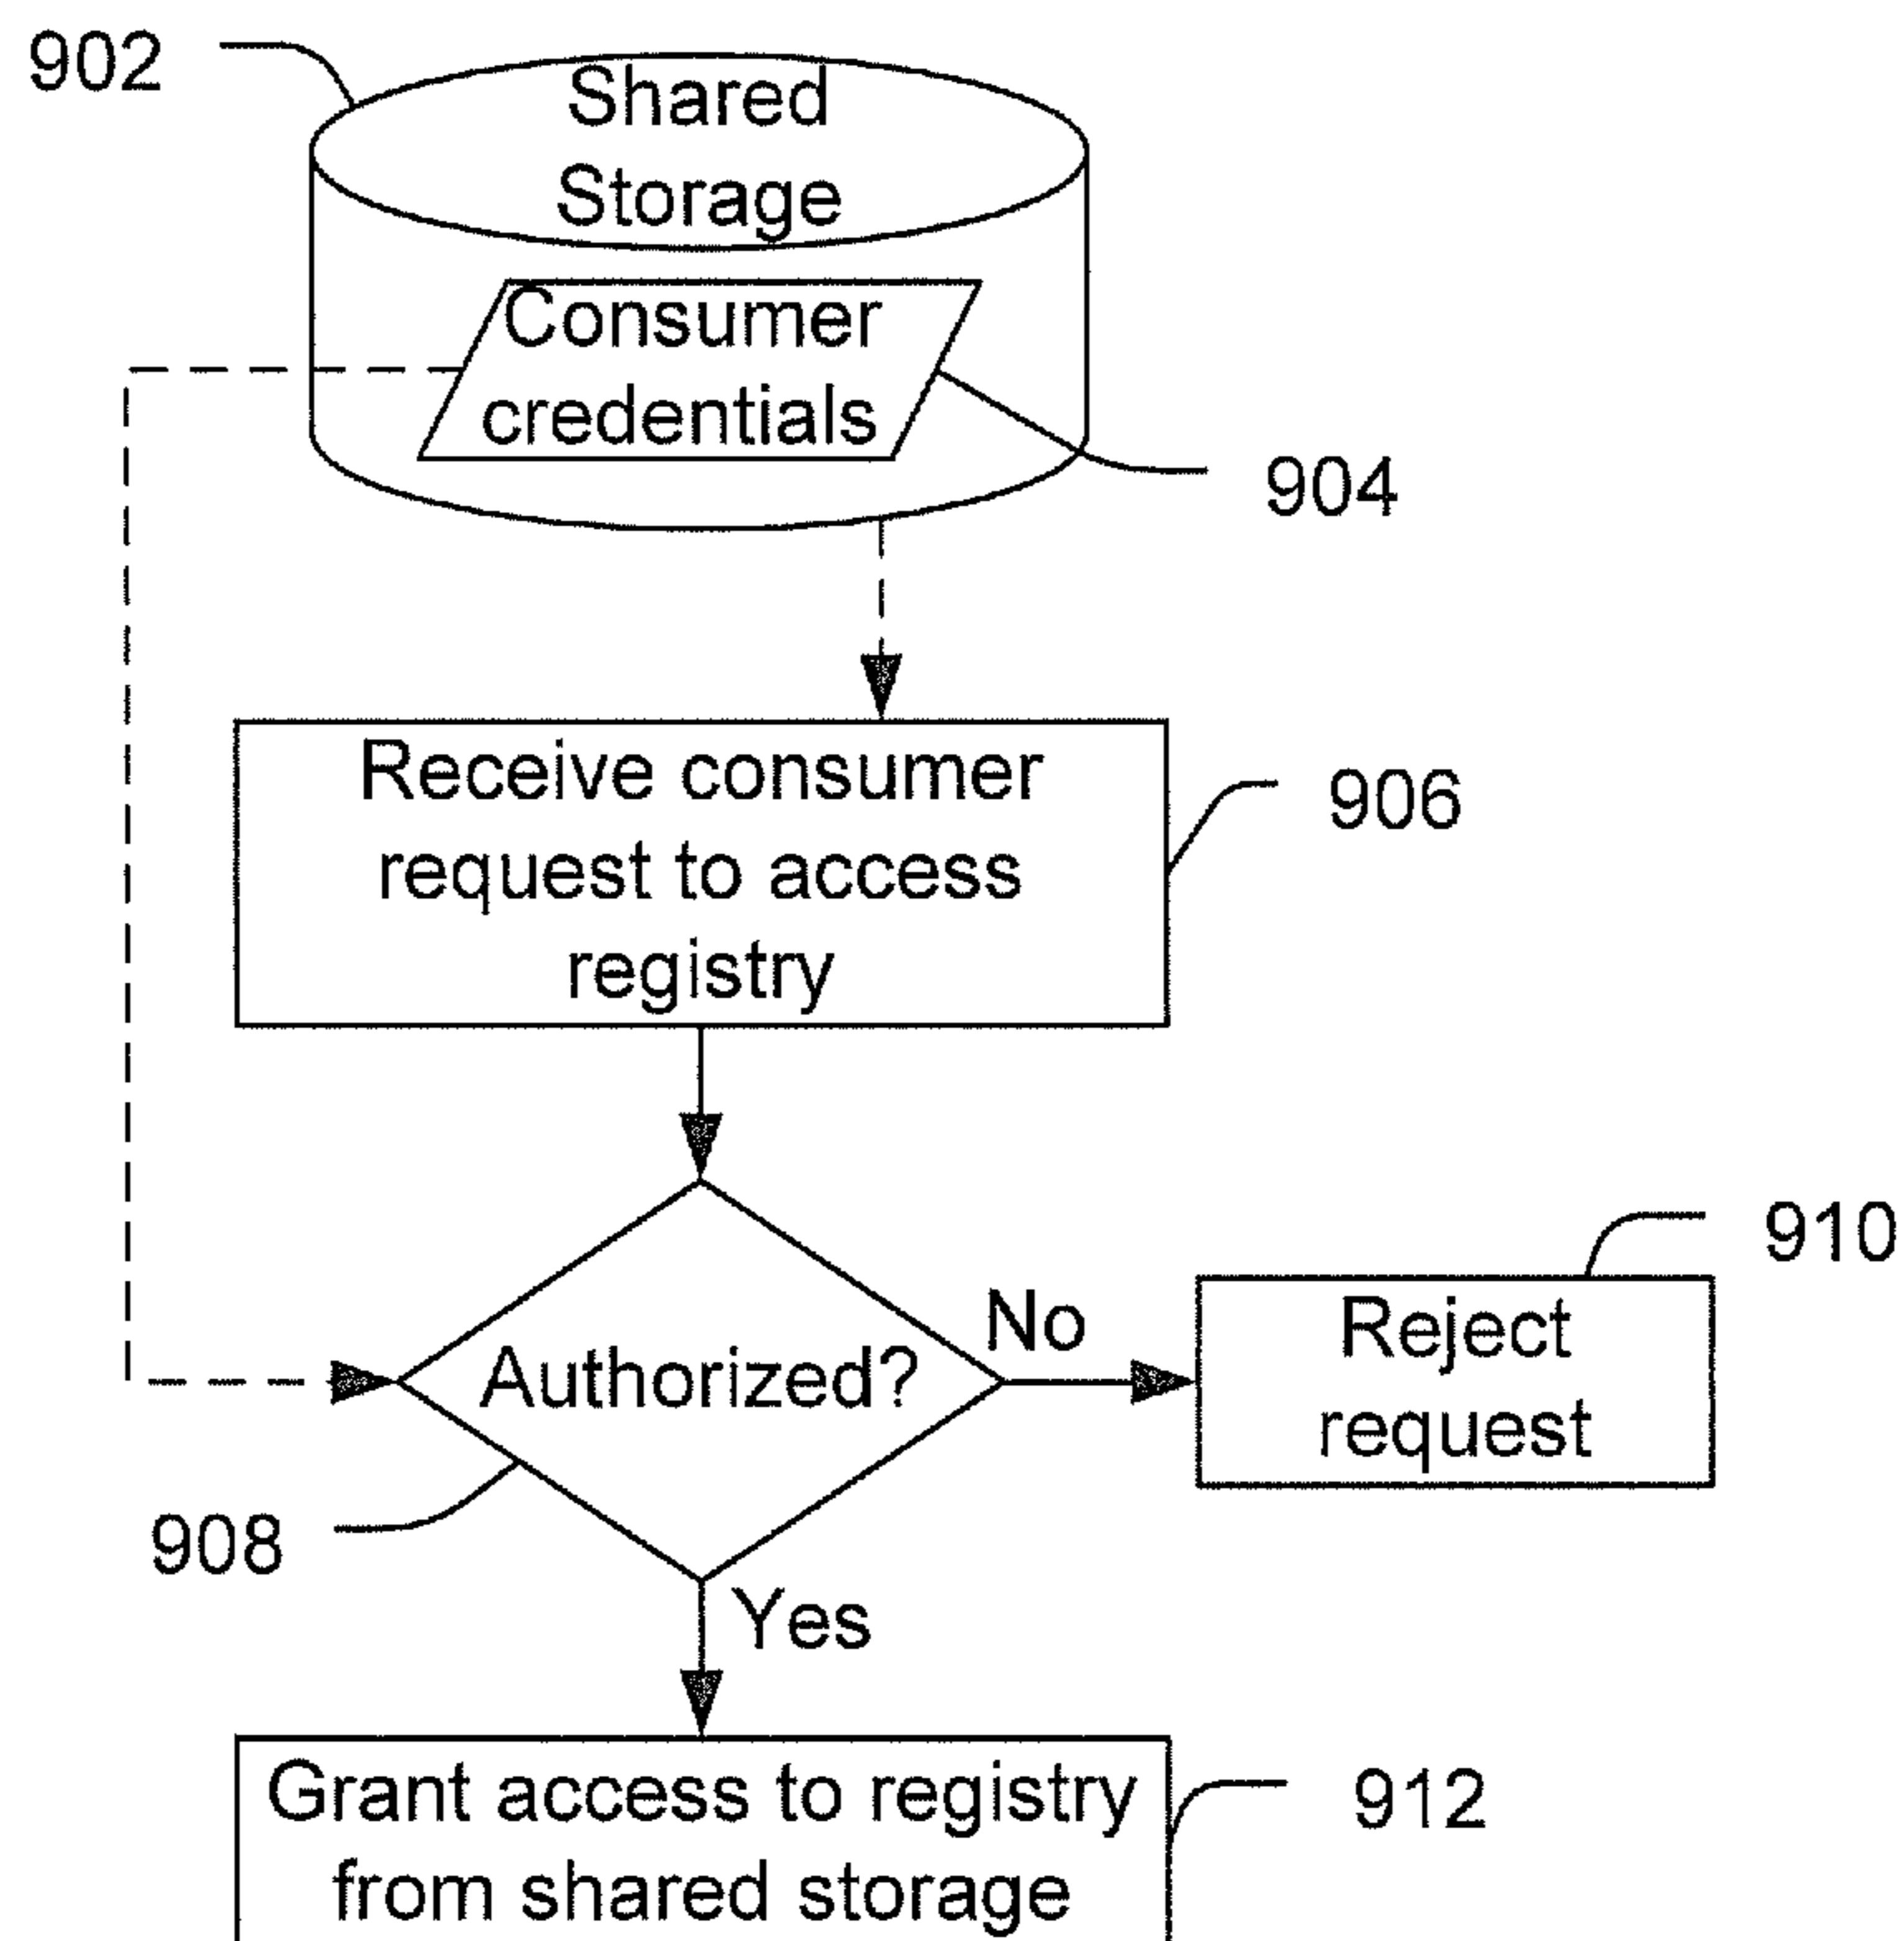 902
Shared
Storage
Consumer
credentials
904
Receive consumer
request to access
registry
906
Authorized?
No
910
Reject
request
908
Yes
Grant access to registry
from shared storage
912